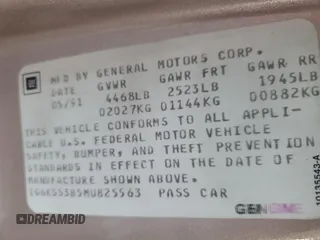 GM
MFD BY GENERAL MOTORS CORP.
DATE GVWR GAWR FRT GAWR RR
05/91 4468LB 2523LB 1945LB
02027KG 01144KG 00882KG
THIS VEHICLE CONFORMS TO ALL APPLI-
CABLE U.S. FEDERAL MOTOR VEHICLE
SAFETY, BUMPER, AND THEFT PREVENTION
STANDARDS IN EFFECT ON THE DATE OF
MANUFACTURE SHOWN ABOVE.
PASS CAR
10135543-A
DREAMBID